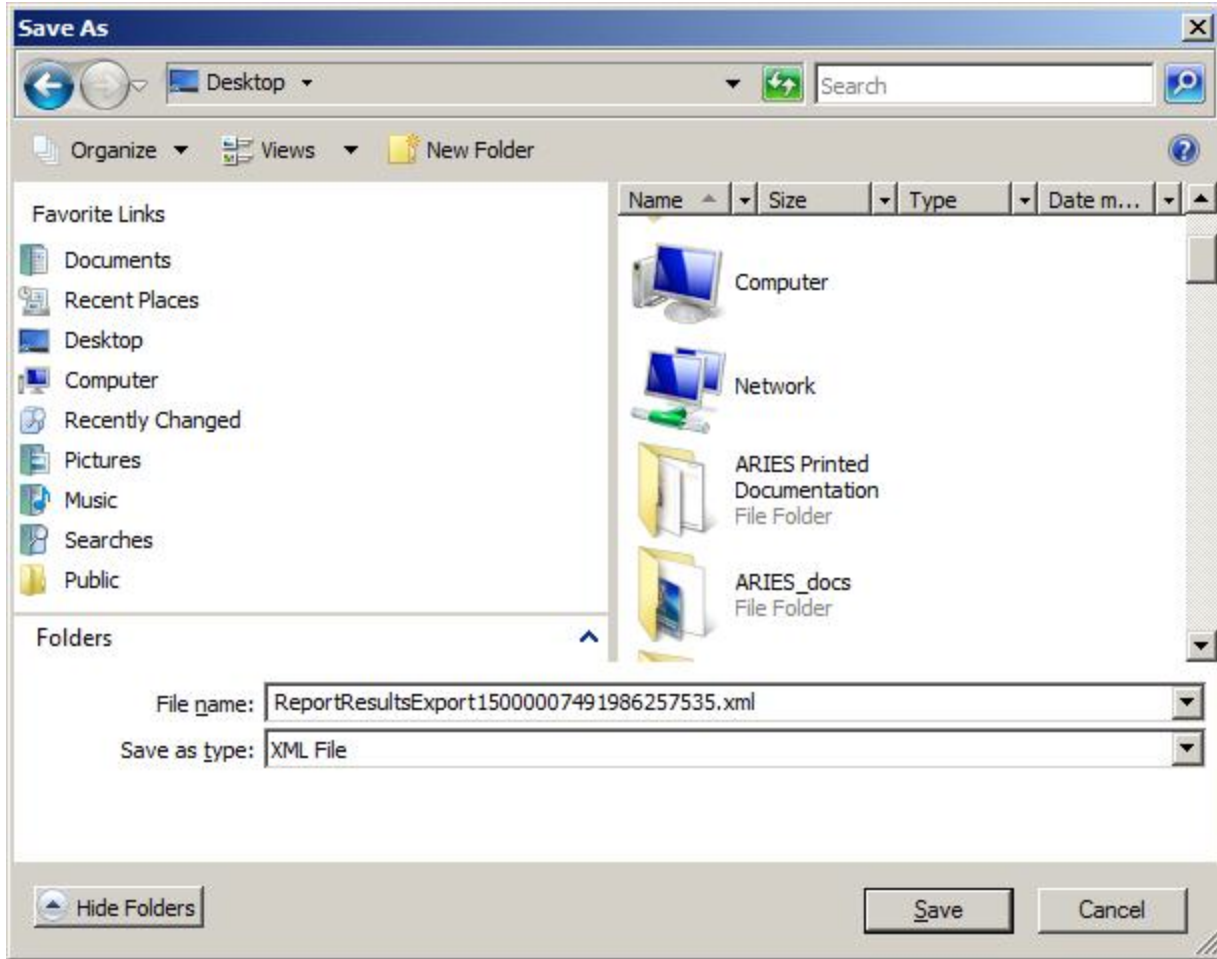 Save As
Desktop
Search
Organize
Views
New Folder
Favorite Links
Documents
Recent Places
Desktop
Computer
Recently Changed
Pictures
Music
Searches
Public
Folders
Name Size Type Date m...
Computer
Network
ARIES Printed
Documentation
File Folder
ARIES_docs
File Folder
File name: ReportResultsExport15000007491986257535.xml
Save as type: XML File
Hide Folders
Save
Cancel